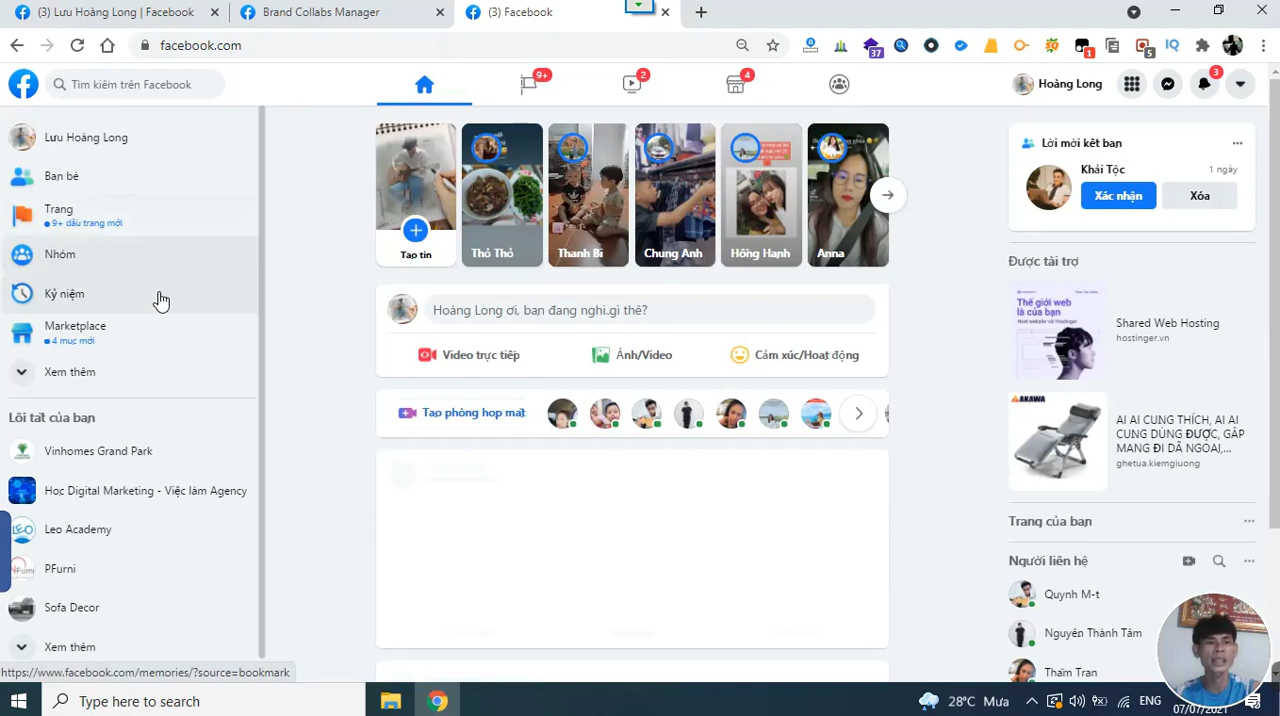 (3) Lưu Hoàng Long | Facebook
Brand Collabs Manager
(3) Facebook
facebook.com
37
1
5
IQ
Tìm kiếm trên Facebook
9+
2
4
Hoàng Long
3
Lưu Hoàng Long
Bạn bè
Trang
9+ dấu trang mới
Nhóm
Kỷ niệm
Marketplace
4 mục mới
Xem thêm
Lối tắt của bạn
Vinhomes Grand Park
Học Digital Marketing - Việc làm Agency
LEO
Leo Academy
PFurni
Sofa Decor
Xem thêm
https://www.facebook.com/memories/?source=bookmark
Tạo tin
Thỏ Thỏ
Thanh Bi
Chung Anh
Hồng Hạnh
Anna
Hoàng Long ơi, bạn đang nghĩ gì thế?
Video trực tiếp
Ảnh/Video
Cảm xúc/Hoạt động
Tạo phòng họp mặt
Lời mời kết bạn
Khải Tộc
1 ngày
Xác nhận
Xóa
Được tài trợ
Thế giới web
là của bạn
Shared Web Hosting
hostinger.vn
AKAWA
AI AI CUNG THÍCH, AI AI
CUNG DÙNG ĐƯỢC, GẤP
MANG ĐI DÃ NGOẠI,...
ghetua.kiemgiuong
Trang của bạn
Người liên hệ
Quynh M-t
Nguyễn Thành Tâm
Thấm Tran
Type here to search
28°C Mưa
ENG
07/07/2021